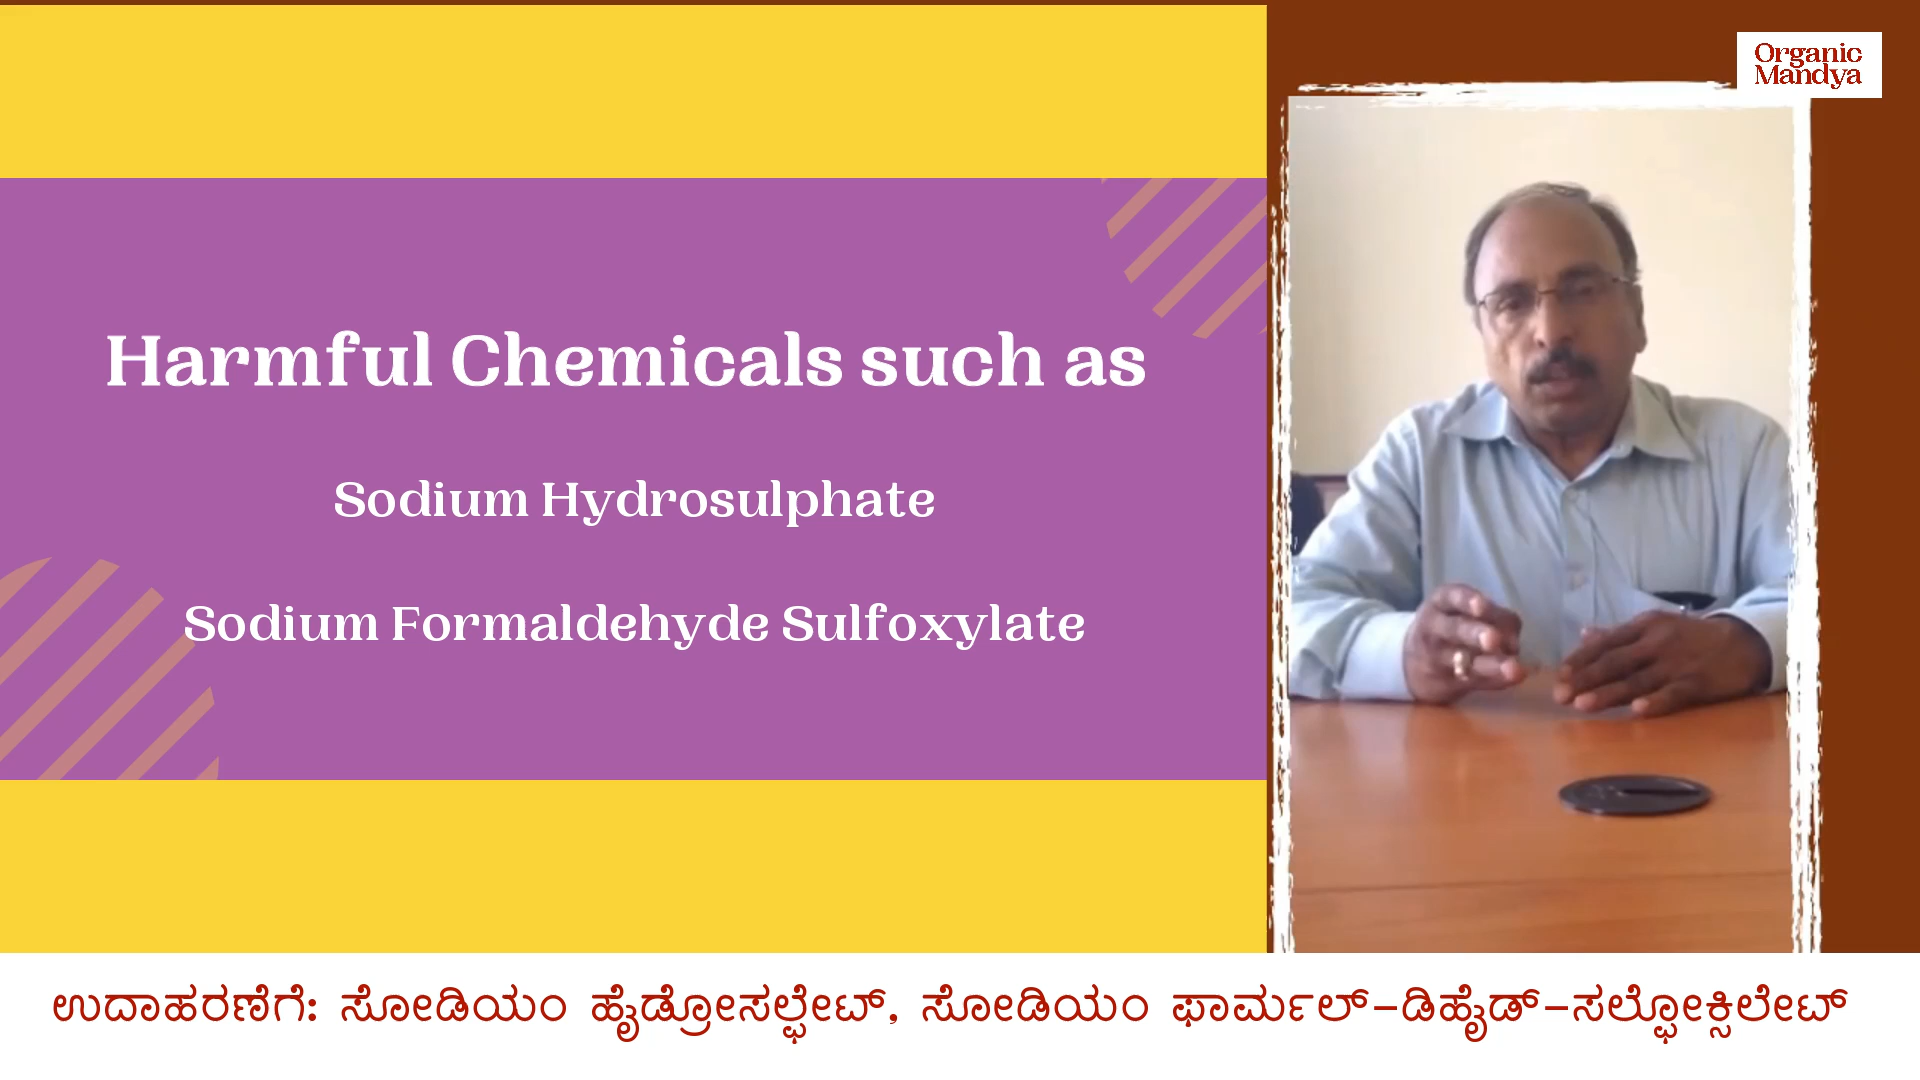 Organic
Mandya
Harmful Chemicals such as
Sodium Hydrosulphate
Sodium Formaldehyde Sulfoxylate
ಉದಾಹರಣೆಗೆ: ಸೋಡಿಯಂ ಹೈಡ್ರೋಸಲ್ಫೇಟ್, ಸೋಡಿಯಂ ಫಾರ್ಮಲ್-ಡಿಹೈಡ್-ಸಲ್ಫೋಕ್ಸಿಲೇಟ್